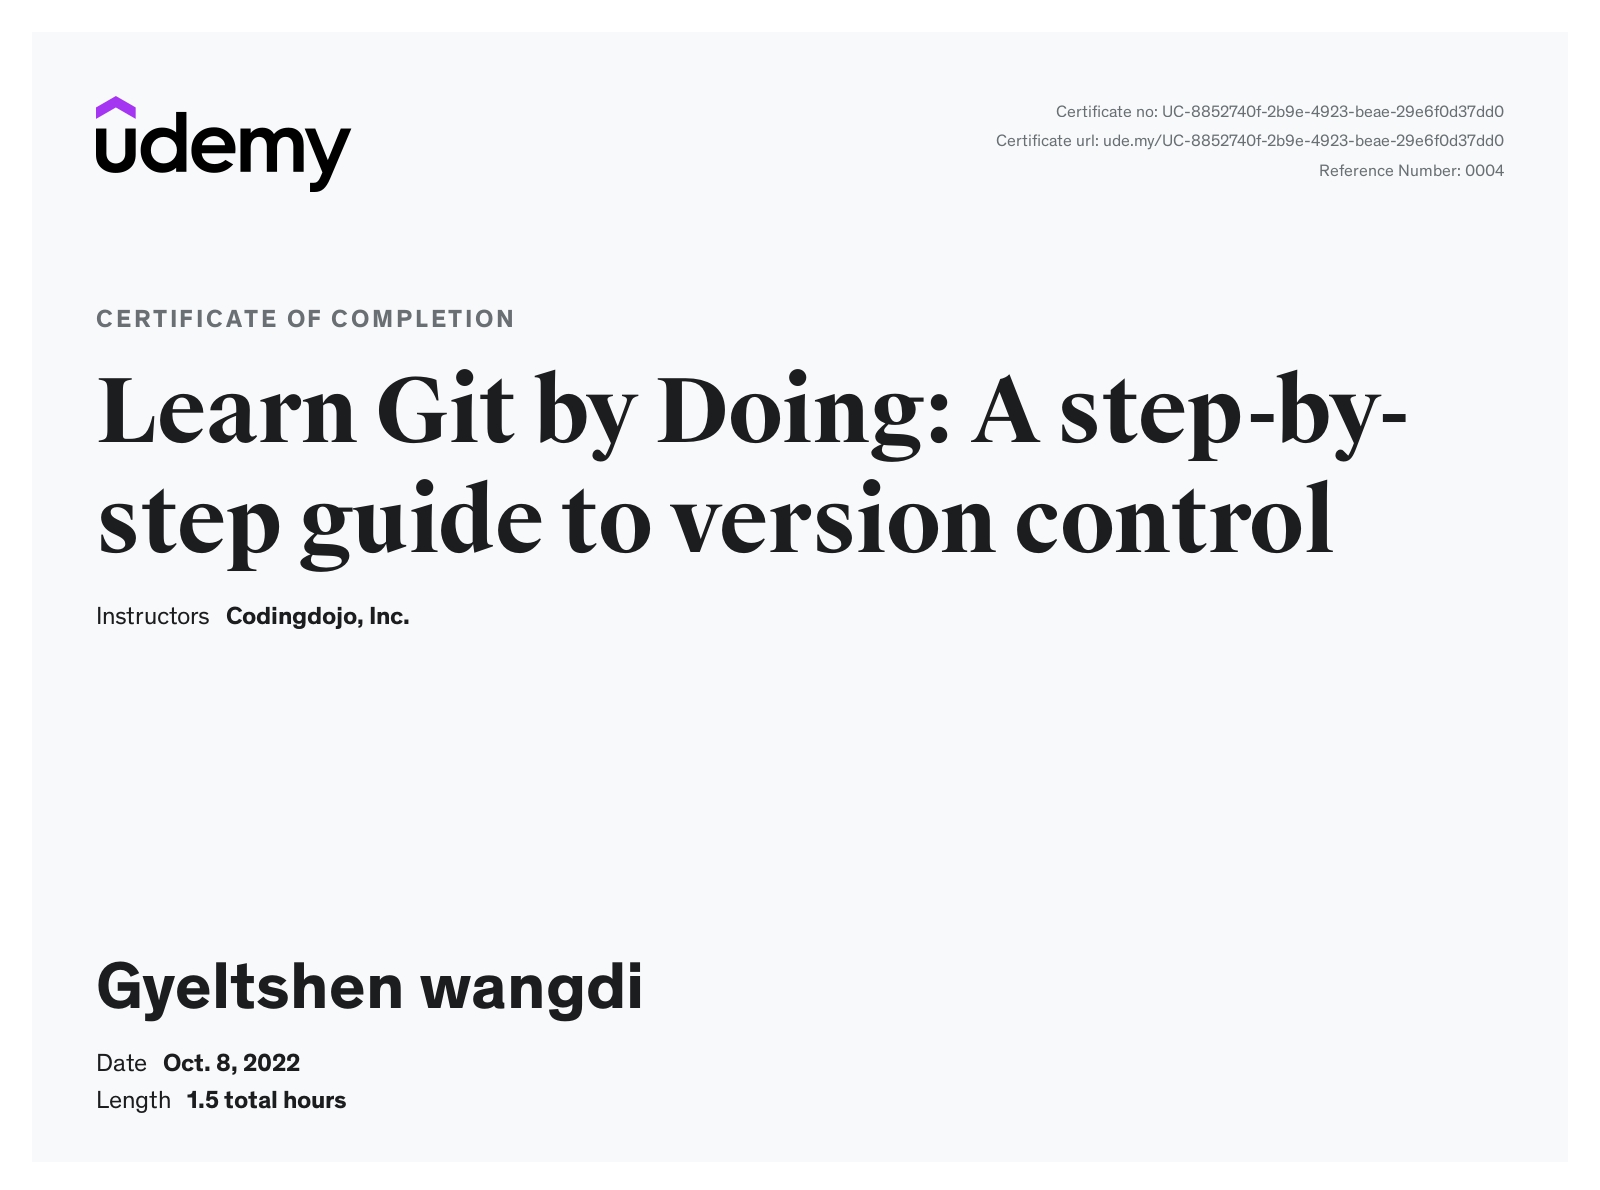 udemy
Certificate no: UC-8852740f-2b9e-4923-beae-29e6f0d37dd0
Certificate url: ude.my/UC-8852740f-2b9e-4923-beae-29e6f0d37dd0
Reference Number: 0004
CERTIFICATE OF COMPLETION
Learn Git by Doing: A step-by-
step guide to version control
Instructors Codingdojo, Inc.
Gyeltshen wangdi
Date Oct. 8, 2022
Length 1.5 total hours